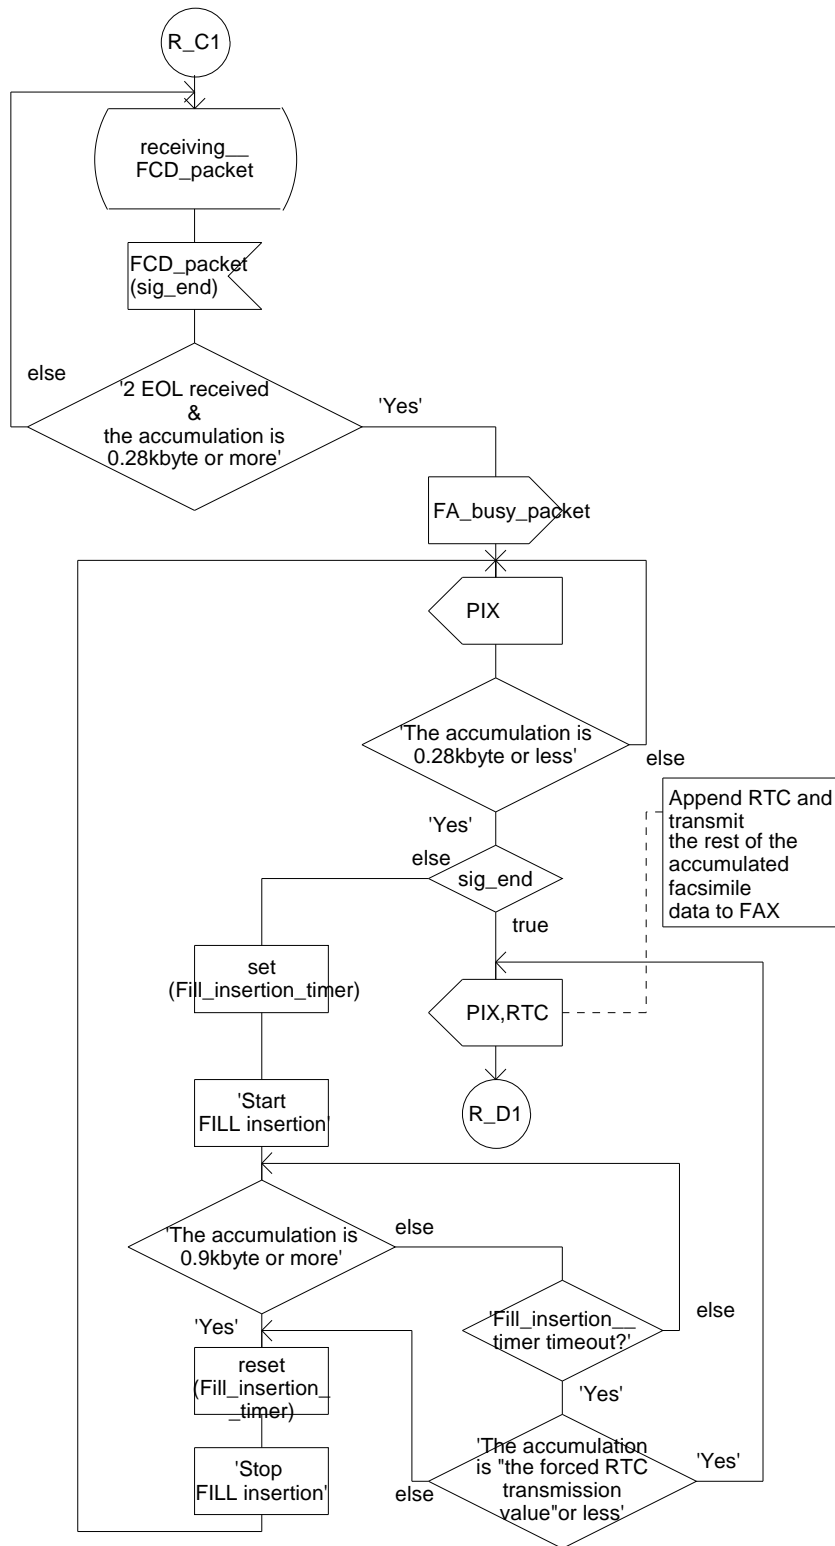 R_C1
receiving__
FCD_packet
FCD_packet
(sig_end)
else
'2 EOL received
&
the accumulation is
0.28kbyte or more'
'Yes'
FA_busy_packet
PIX
'The accumulation is
0.28kbyte or less'
else
'Yes'
Append RTC and
transmit
the rest of the
accumulated
facsimile
data to FAX
else
sig_end
true
set
(Fill_insertion_timer)
PIX,RTC
'Start
FILL insertion'
R_D1
'The accumulation is
0.9kbyte or more'
else
'Fill_insertion__
timer timeout?'
else
'Yes'
reset
(Fill_insertion_
_timer)
'Yes'
'Stop
FILL insertion'
else
'The accumulation
is "the forced RTC
transmission
value"or less'
'Yes'